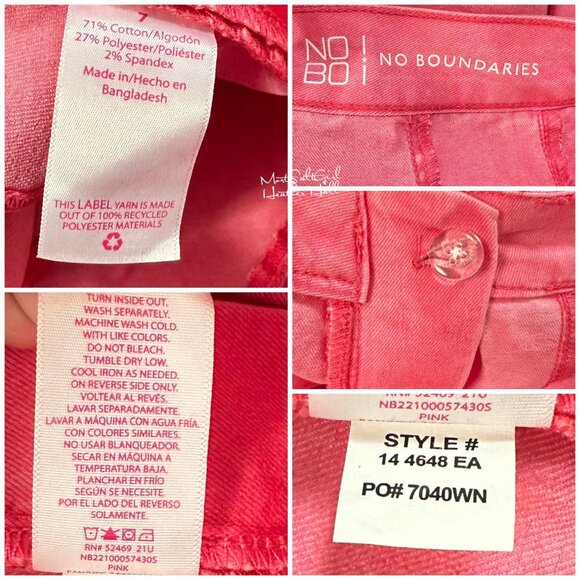 7
71% Cotton/Algodón
27% Polyester/Poliéster
2% Spandex
Made in/Hecho en
Bangladesh
THIS LABEL YARN IS MADE
OUT OF 100% RECYCLED
POLYESTER MATERIALS
NO
BO
NO BOUNDARIES
Heather Hall
TURN INSIDE OUT.
WASH SEPARATELY.
MACHINE WASH COLD.
WITH LIKE COLORS.
DO NOT BLEACH.
TUMBLE DRY LOW.
COOL IRON AS NEEDED.
ON REVERSE SIDE ONLY.
VOLTEAR AL REVÉS.
LAVAR SEPARADAMENTE.
LAVAR A MÁQUINA CON AGUA FRÍA.
CON COLORES SIMILARES.
NO USAR BLANQUEADOR.
SECAR EN MÁQUINA A
TEMPERATURA BAJA.
PLANCHAR EN FRÍO
SEGÚN SE NECESITE.
POR EL LADO DEL REVERSO
SOLAMENTE.
RN# 52469 21U
NB22100057430S
PINK
RN# 52469 21U
NB22100057430S
PINK
STYLE #
14 4648 EA
PO# 7040WN